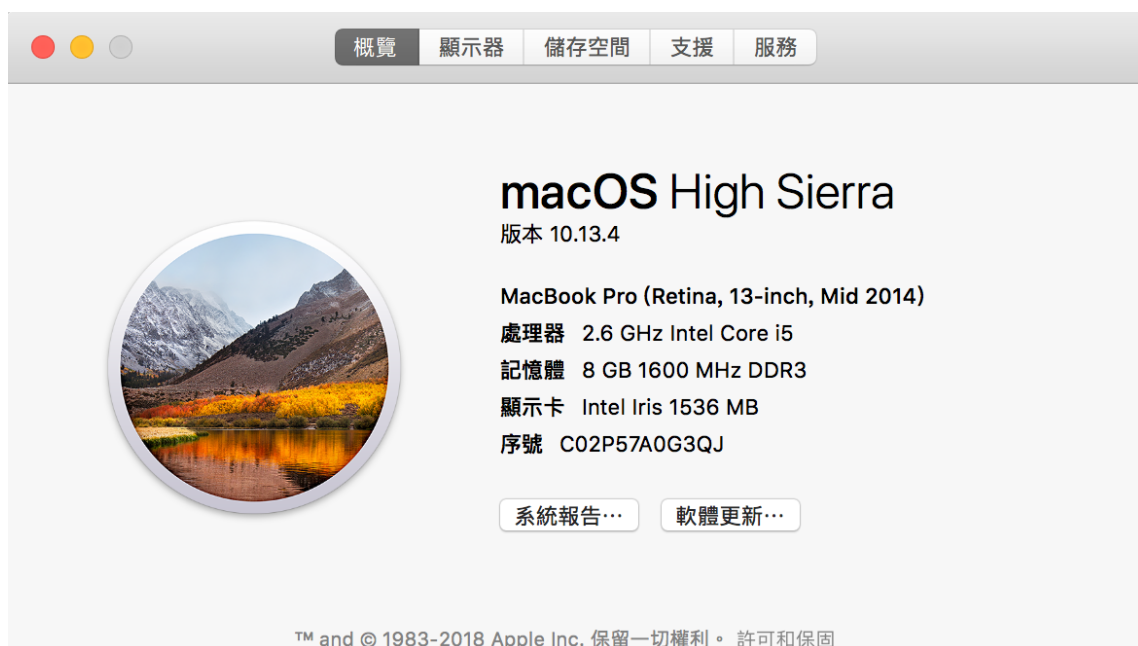 概覽 顯示器 儲存空間 支援 服務
macOS High Sierra
版本 10.13.4
MacBook Pro (Retina, 13-inch, Mid 2014)
處理器 2.6 GHz Intel Core i5
記憶體 8 GB 1600 MHz DDR3
顯示卡 Intel Iris 1536 MB
序號 C02P57A0G3QJ
系統報告⋯ 軟體更新⋯
™ and © 1983-2018 Apple Inc. 保留一切權利。 許可和保固